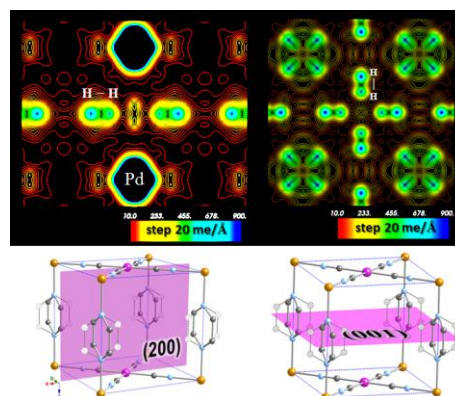 H – H
Pd
10.0 233. 455. 678. 900.
step 20 me/Å
H
|
H
10.0 233. 455. 678. 900.
step 20 me/Å
(200)
(001)